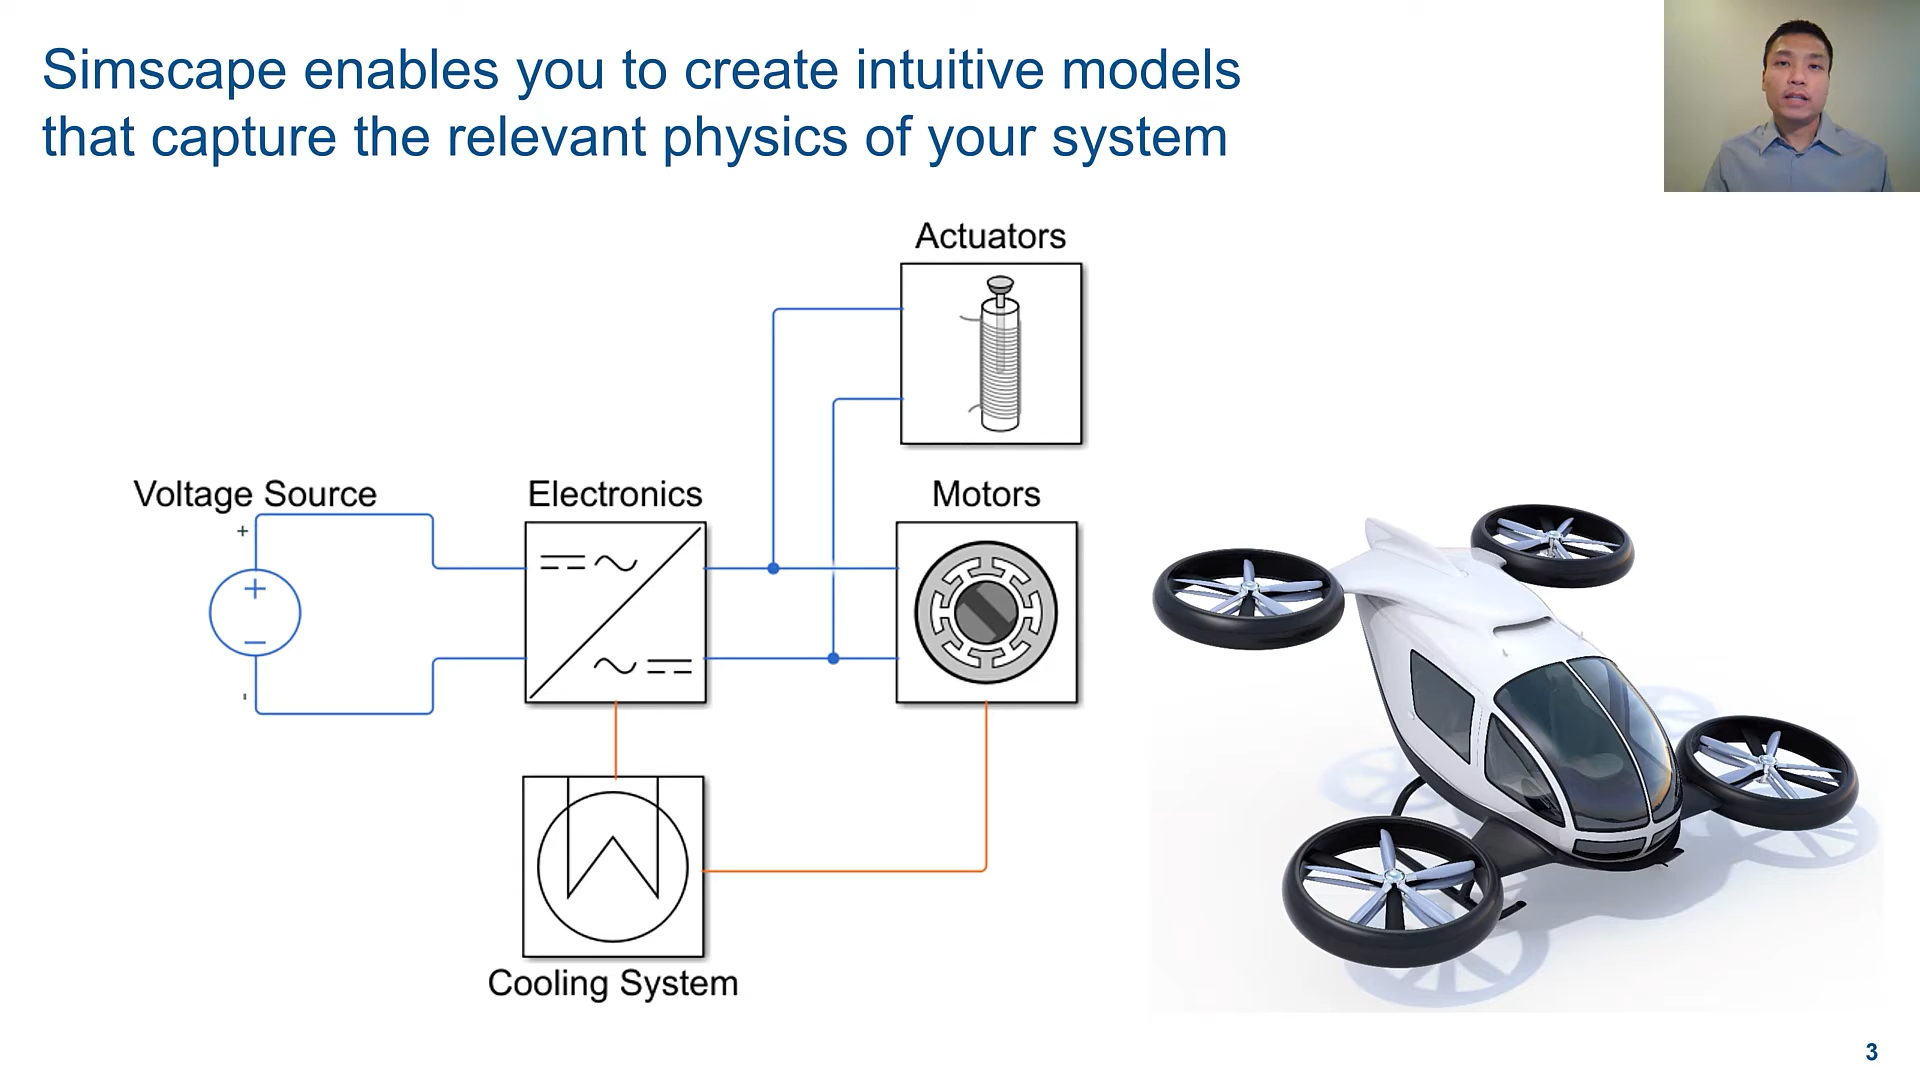 Simscape enables you to create intuitive models
that capture the relevant physics of your system
Actuators
Voltage Source
Electronics
Motors
+
+
−
-
Cooling System
3